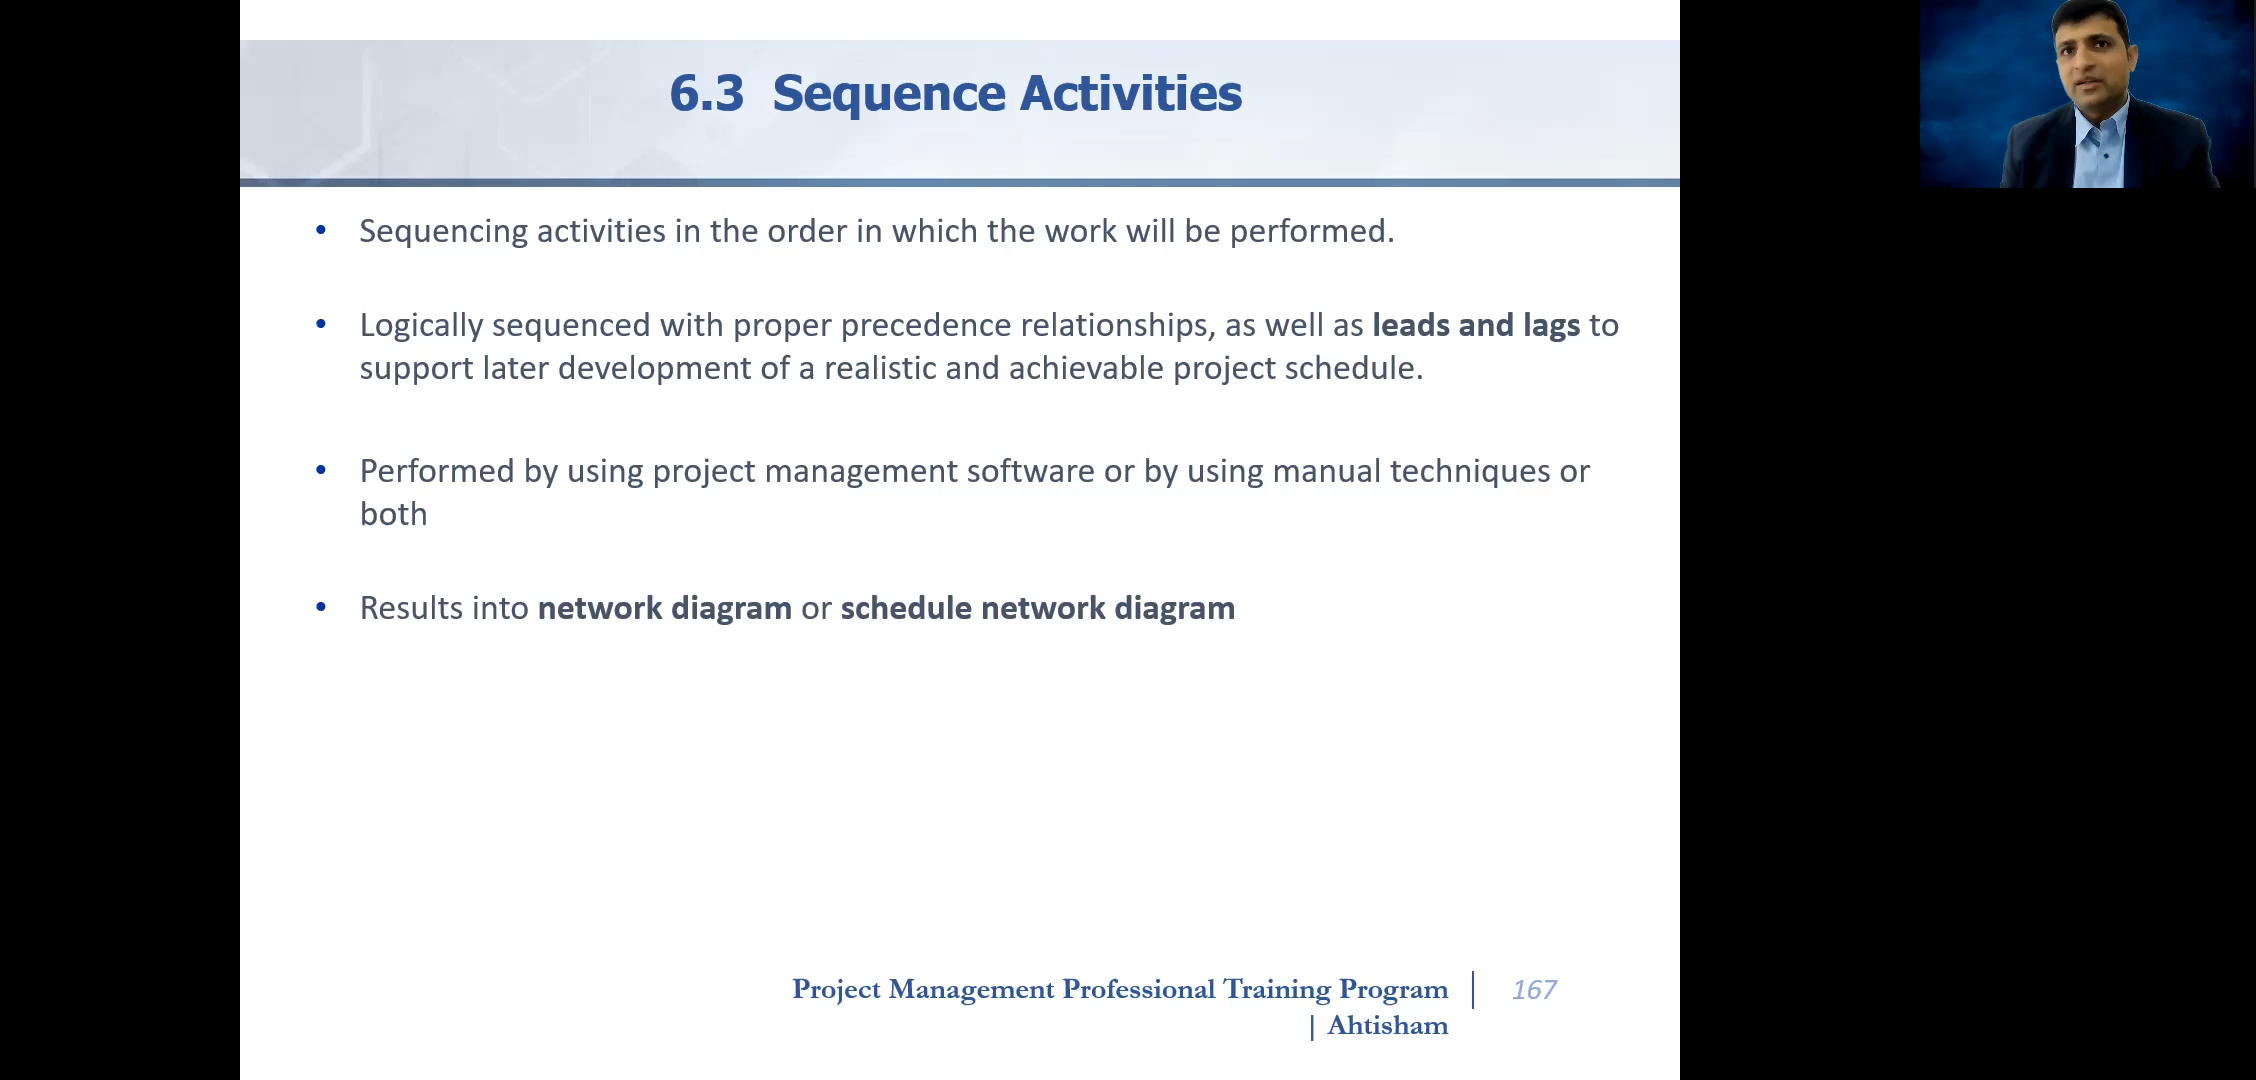 6.3 Sequence Activities
• Sequencing activities in the order in which the work will be performed.
• Logically sequenced with proper precedence relationships, as well as leads and lags to
support later development of a realistic and achievable project schedule.
• Performed by using project management software or by using manual techniques or
both
• Results into network diagram or schedule network diagram
Project Management Professional Training Program
| Ahtisham
167